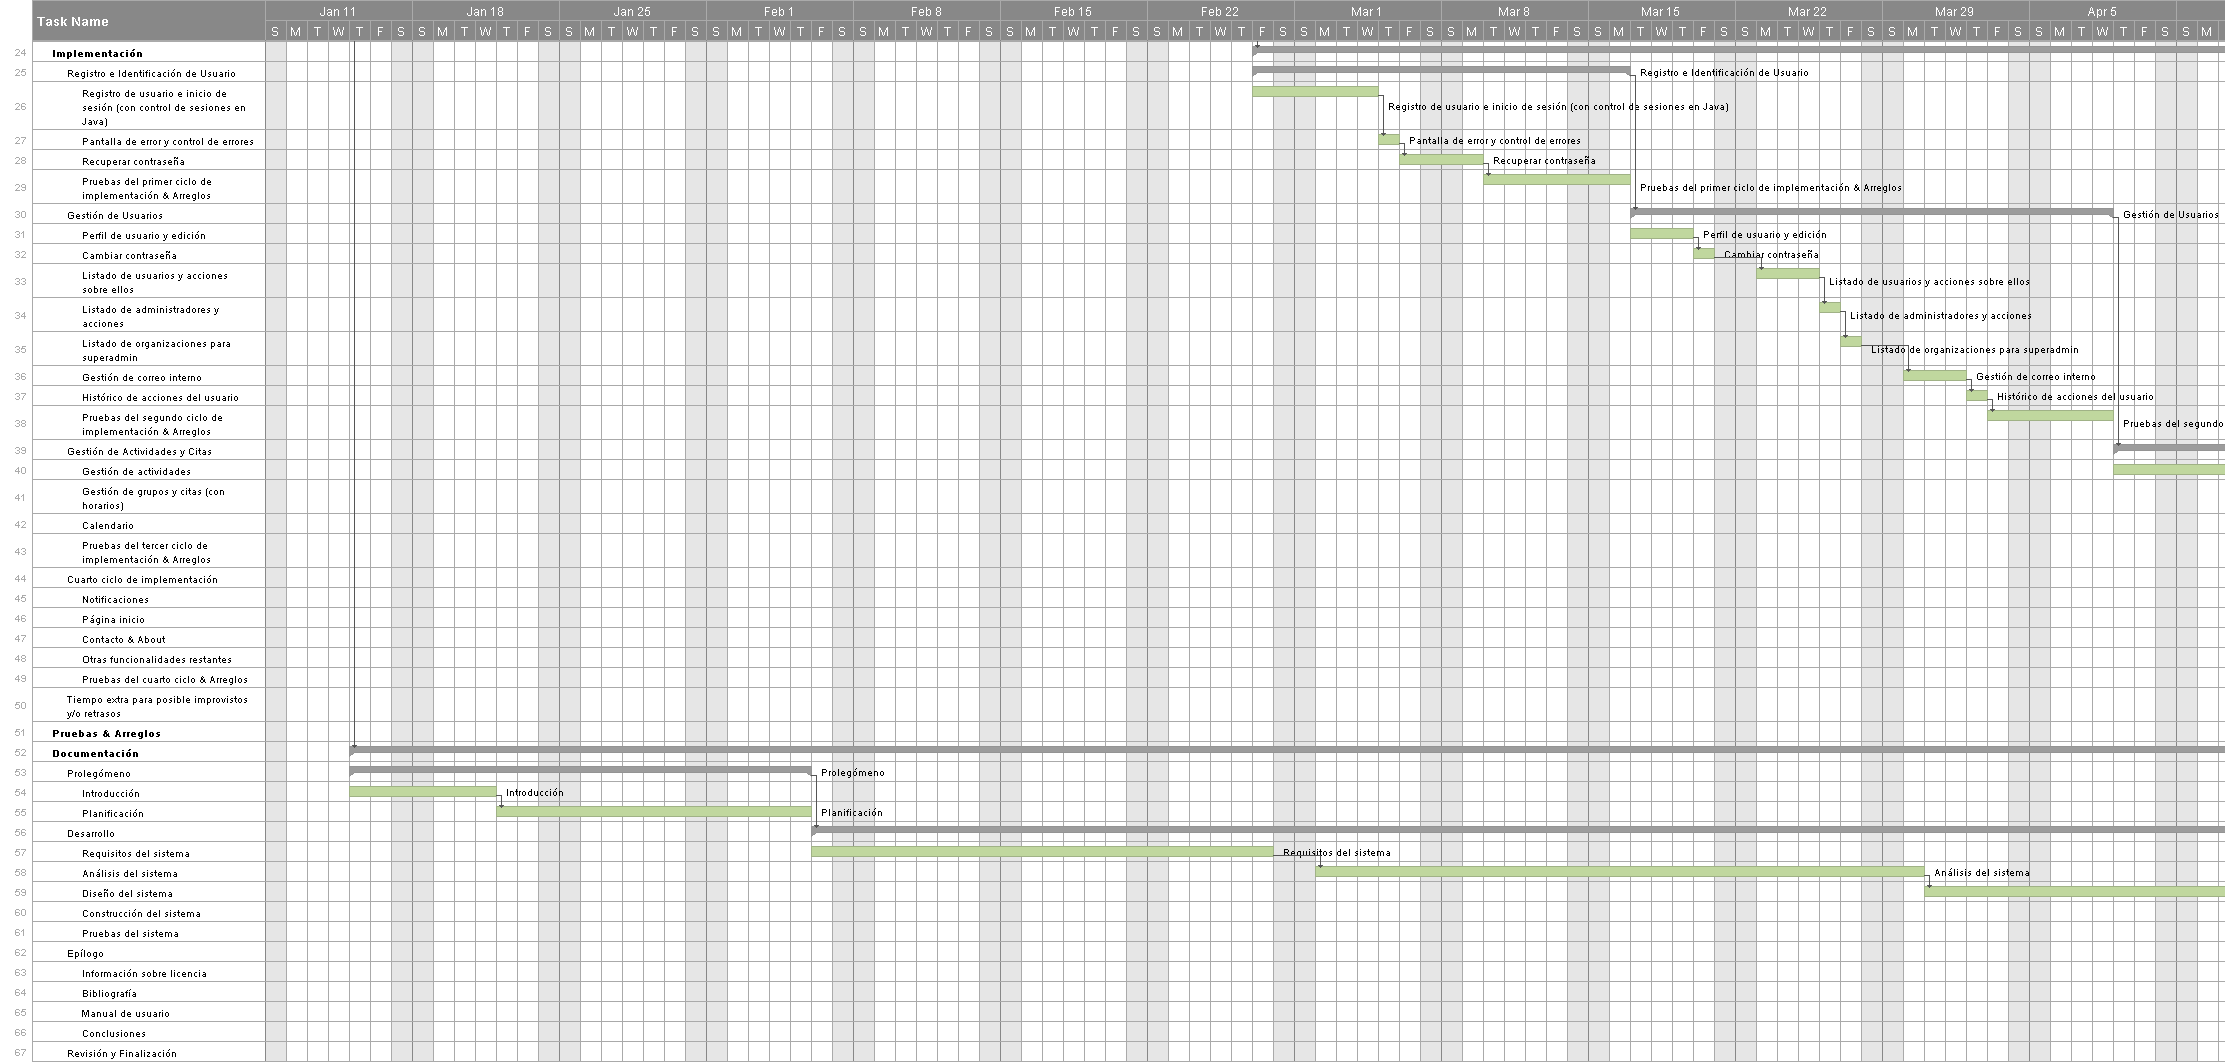 Task Name
Jan 11 Jan 18 Jan 25 Feb 1 Feb 8 Feb 15 Feb 22 Mar 1 Mar 8 Mar 15 Mar 22 Mar 29 Apr 5
S M T W T F S S M T W T F S S M T W T F S S M T W T F S S M T W T F S S M T W T F S S M T W T F S S M T W T F S S M T W T F S S M T W T F S S M T W T F S S M T W T F S S M T W T F S S M
24 Implementación
25 Registro e Identificación de Usuario Registro e Identificación de Usuario
26 Registro de usuario e inicio de
sesión (con control de sesiones en
Java)
Registro de usuario e inicio de sesión (con control de sesiones en Java)
27 Pantalla de error y control de errores Pantalla de error y control de errores
28 Recuperar contraseña Recuperar contraseña
29 Pruebas del primer ciclo de
implementación & Arreglos
Pruebas del primer ciclo de implementación & Arreglos
30 Gestión de Usuarios Gestión de Usuarios
31 Perfil de usuario y edición Perfil de usuario y edición
32 Cambiar contraseña Cambiar contraseña
33 Listado de usuarios y acciones
sobre ellos
Listado de usuarios y acciones sobre ellos
34 Listado de administradores y
acciones
Listado de administradores y acciones
35 Listado de organizaciones para
superadmin
Listado de organizaciones para superadmin
36 Gestión de correo interno Gestión de correo interno
37 Histórico de acciones del usuario Histórico de acciones del usuario
38 Pruebas del segundo ciclo de
implementación & Arreglos
Pruebas del segundo
39 Gestión de Actividades y Citas
40 Gestión de actividades
41 Gestión de grupos y citas (con
horarios)
42 Calendario
43 Pruebas del tercer ciclo de
implementación & Arreglos
44 Cuarto ciclo de implementación
45 Notificaciones
46 Página inicio
47 Contacto & About
48 Otras funcionalidades restantes
49 Pruebas del cuarto ciclo & Arreglos
50 Tiempo extra para posible improvistos
y/o retrasos
51 Pruebas & Arreglos
52 Documentación
53 Prolegómeno Prolegómeno
54 Introducción Introducción
55 Planificación Planificación
56 Desarrollo
57 Requisitos del sistema Requisitos del sistema
58 Análisis del sistema Análisis del sistema
59 Diseño del sistema
60 Construcción del sistema
61 Pruebas del sistema
62 Epílogo
63 Información sobre licencia
64 Bibliografía
65 Manual de usuario
66 Conclusiones
67 Revisión y Finalización